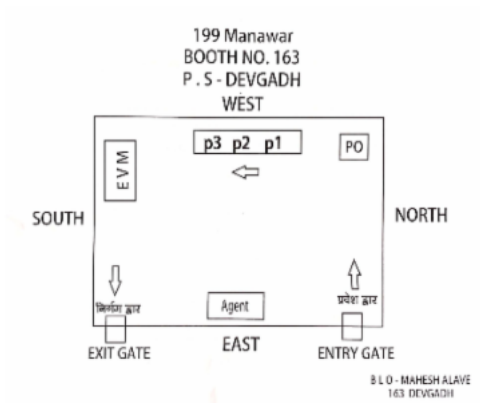 199 Manawar
BOOTH NO. 163
P . S - DEVGADH
WEST
p3 p2 p1
PO
EVM
SOUTH
NORTH
निर्गम द्वार
Agent
प्रवेश द्वार
EXIT GATE
EAST
ENTRY GATE
B L O - MAHESH ALAVE
163 DEVGADH